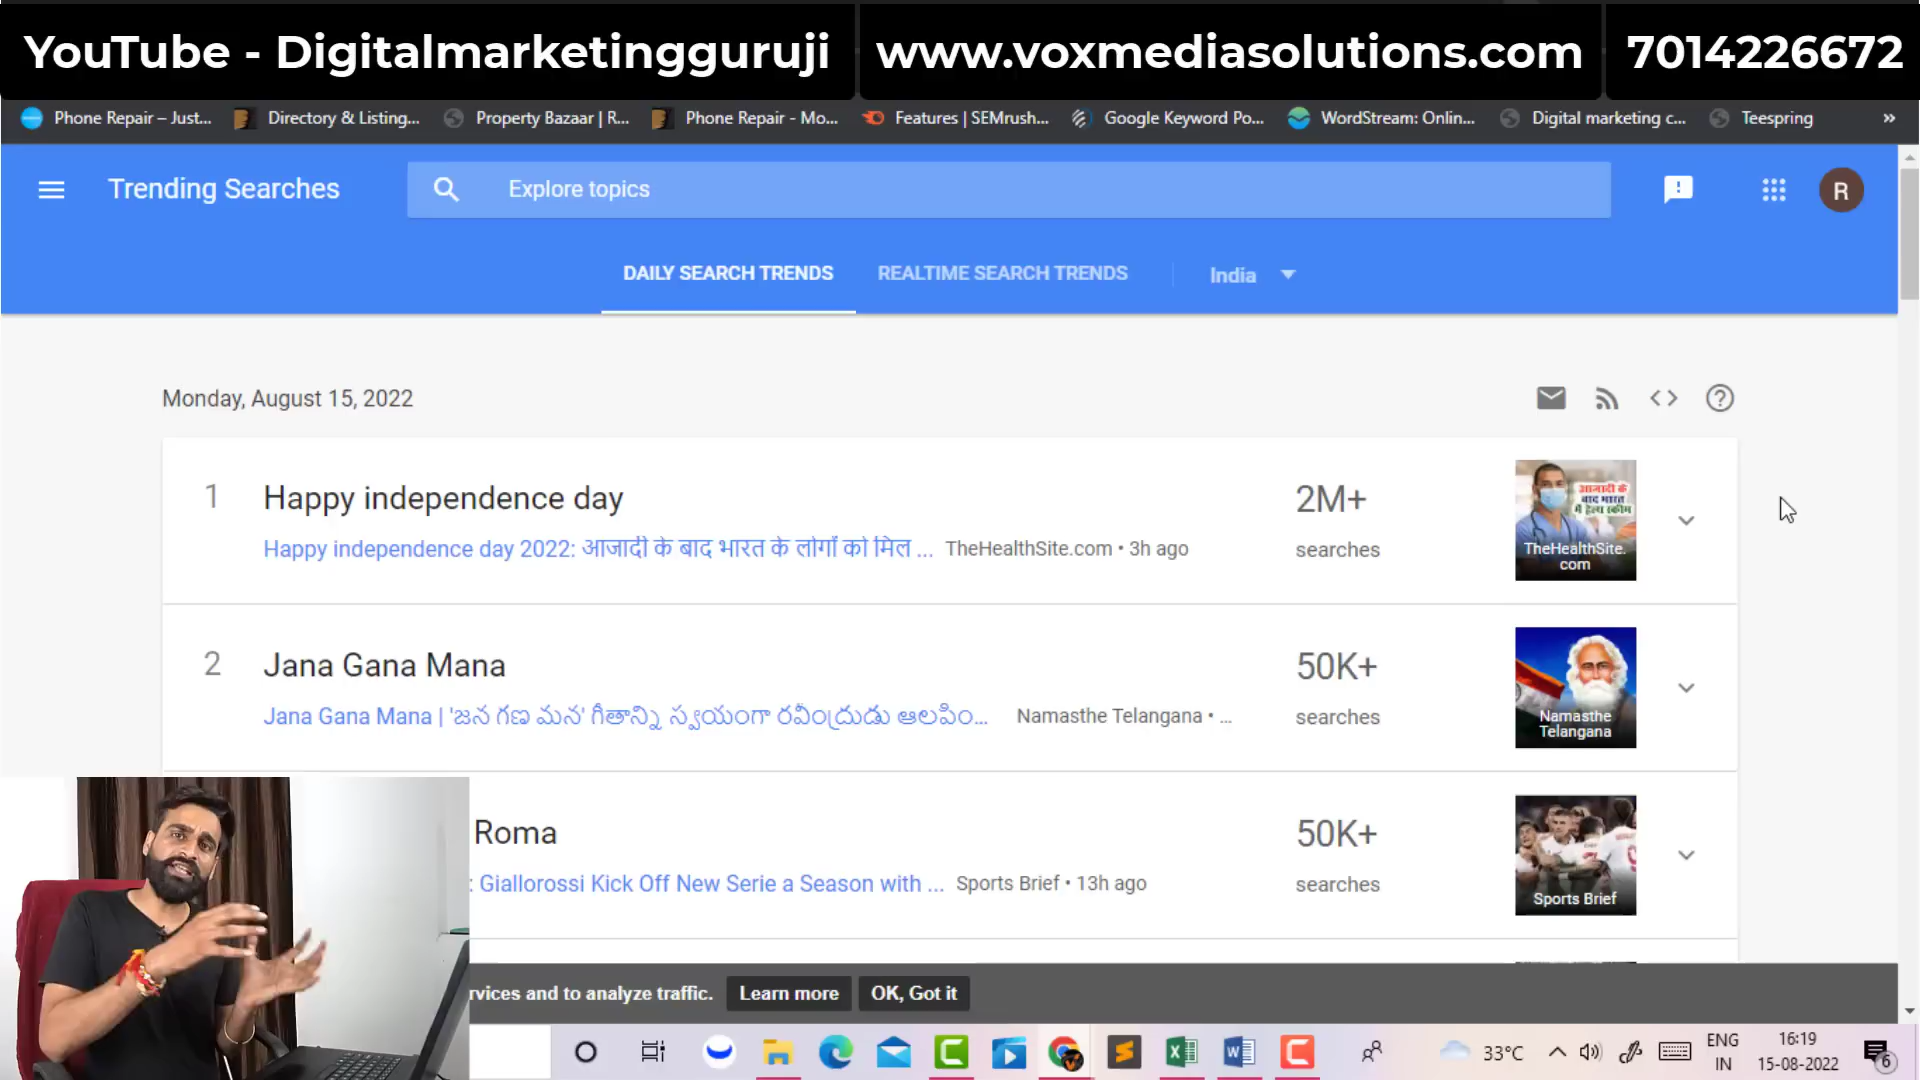 YouTube - Digitalmarketingguruji www.voxmediasolutions.com 7014226672
Phone Repair – Just... Directory & Listing... Property Bazaar | R... Phone Repair - Mo... Features | SEMrush... Google Keyword Po... WordStream: Onlin... Digital marketing c... Teespring »
Trending Searches Explore topics R
DAILY SEARCH TRENDS REALTIME SEARCH TRENDS India
Monday, August 15, 2022
1 Happy independence day 2M+
Happy independence day 2022: आजादी के बाद भारत के लोगों को मिल ... TheHealthSite.com • 3h ago searches
आजादी के
बाद भारत
में हेल्थ स्कीम
TheHealthSite.
com
2 Jana Gana Mana 50K+
Jana Gana Mana | 'జన గణ మన' గీతాన్ని స్వయంగా రవీంద్రుడు ఆలపిం... Namasthe Telangana • ... searches
Namasthe
Telangana
Roma 50K+
: Giallorossi Kick Off New Serie a Season with ... Sports Brief • 13h ago searches
Sports Brief
rvices and to analyze traffic. Learn more OK, Got it
33°C ENG 16:19
IN 15-08-2022 6